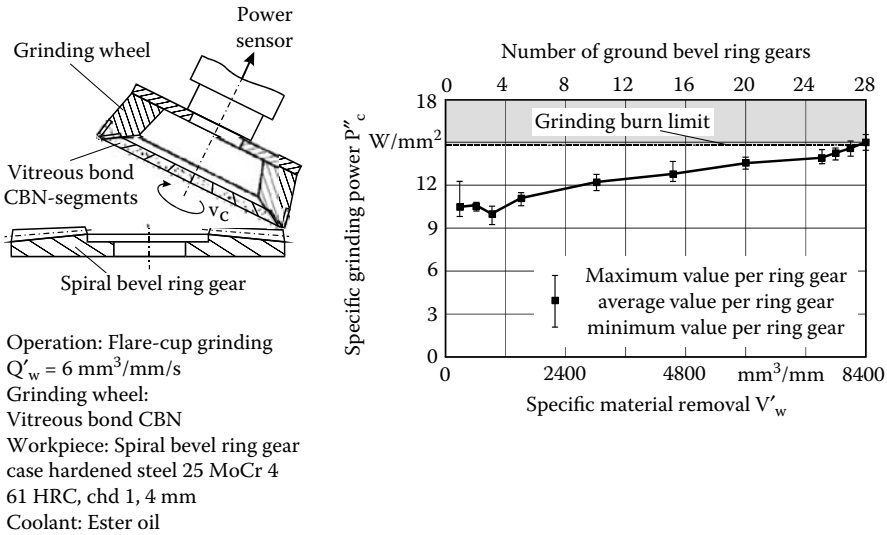 Power
sensor
Grinding wheel
Vitreous bond
CBN-segments
v_c
Spiral bevel ring gear
Operation: Flare-cup grinding
Q′_w = 6 mm³/mm/s
Grinding wheel:
Vitreous bond CBN
Workpiece: Spiral bevel ring gear
case hardened steel 25 MoCr 4
61 HRC, chd 1, 4 mm
Coolant: Ester oil
Number of ground bevel ring gears
0 4 8 12 16 20 24 28
18
W/mm²
12
9
6
3
0
Specific grinding power P″_c
Grinding burn limit
Maximum value per ring gear
average value per ring gear
minimum value per ring gear
0 2400 4800 mm³/mm 8400
Specific material removal V′_w